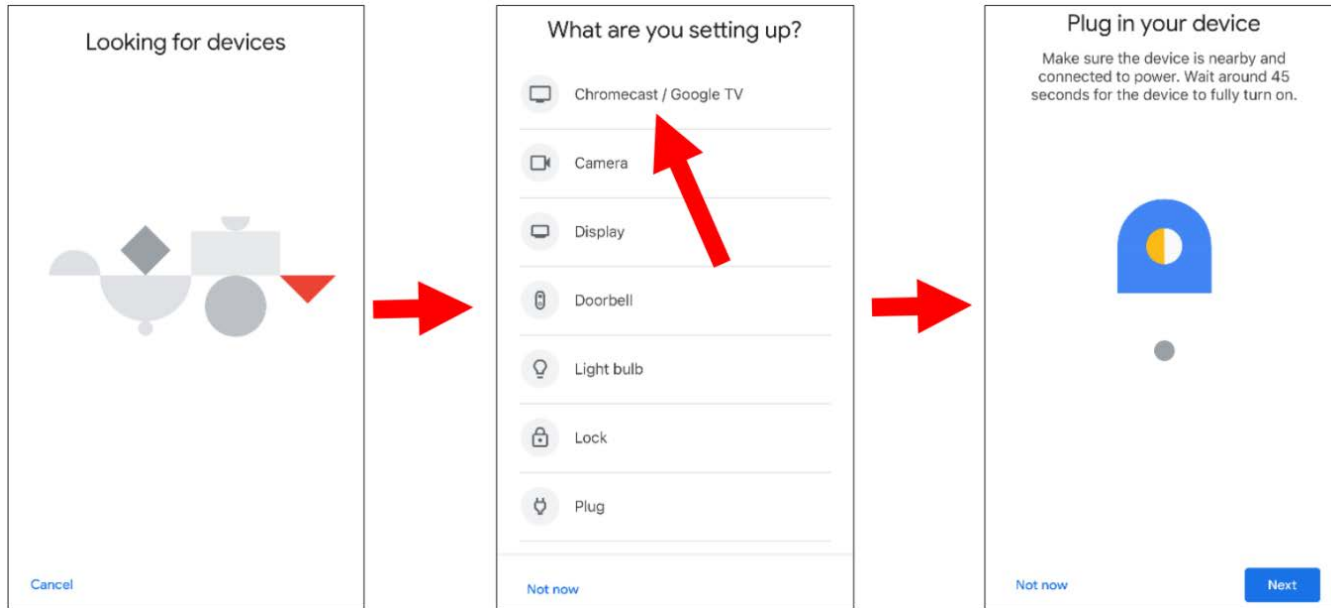 Looking for devices
Cancel
What are you setting up?
Chromecast / Google TV
Camera
Display
Doorbell
Light bulb
Lock
Plug
Not now
Plug in your device
Make sure the device is nearby and
connected to power. Wait around 45
seconds for the device to fully turn on.
Not now
Next